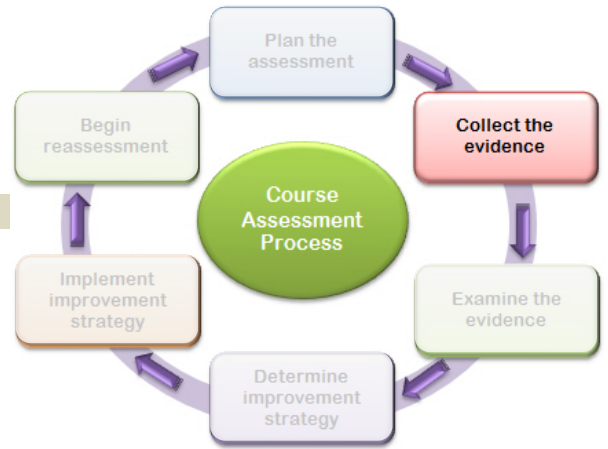 Plan the
assessment
Collect the
evidence
Examine the
evidence
Determine
improvement
strategy
Implement
improvement
strategy
Begin
reassessment
Course
Assessment
Process